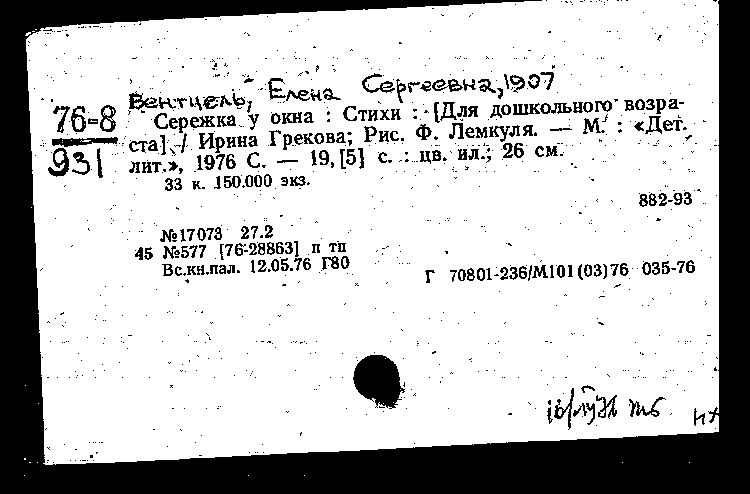 Вентцель, Елена Сергеевна, 1907
76-8
931
Сережка у окна : Стихи : [Для дошкольного возра-
ста] / Ирина Грекова; Рис. Ф. Лемкуля. — М. : «Дет.
лит.», 1976 С. — 19, [5] с. : цв. ил.; 26 см.
33 к. 150.000 экз.
882-93
№17073 27.2
45 №577 [76-28863] п тп
Вс.кн.пал. 12.05.76 Г80
Г 70801-236/М101(03)76 035-76